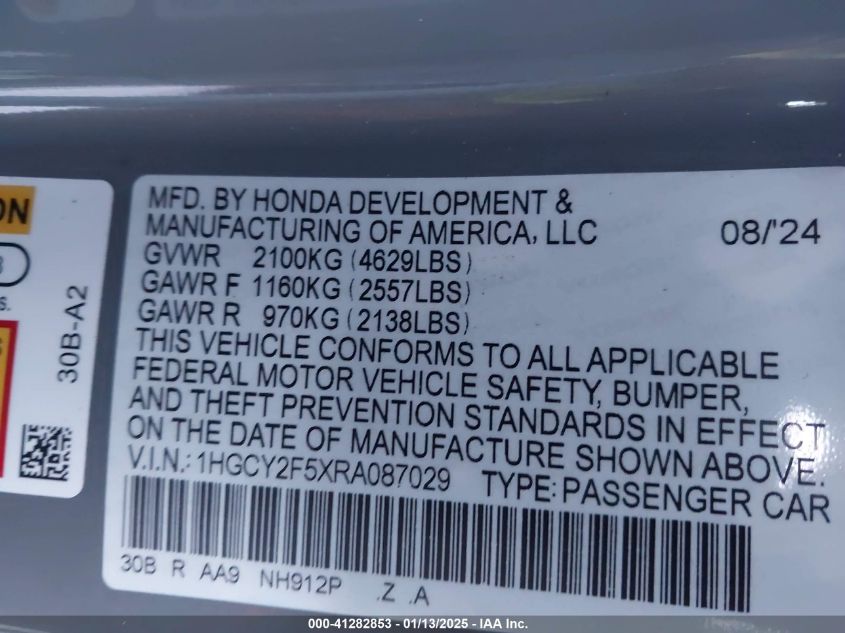 ON
3
S.
S
30B-A2
MFD. BY HONDA DEVELOPMENT &
MANUFACTURING OF AMERICA, LLC 08/'24
GVWR 2100KG (4629LBS)
GAWR F 1160KG (2557LBS)
GAWR R 970KG (2138LBS)
THIS VEHICLE CONFORMS TO ALL APPLICABLE
FEDERAL MOTOR VEHICLE SAFETY, BUMPER,
AND THEFT PREVENTION STANDARDS IN EFFECT
ON THE DATE OF MANUFACTURE SHOWN ABOVE.
V.I.N.: 1HGCY2F5XRA087029 TYPE: PASSENGER CAR
30B R AA9 NH912P .Z .A
000-41282853 - 01/13/2025 - IAA Inc.